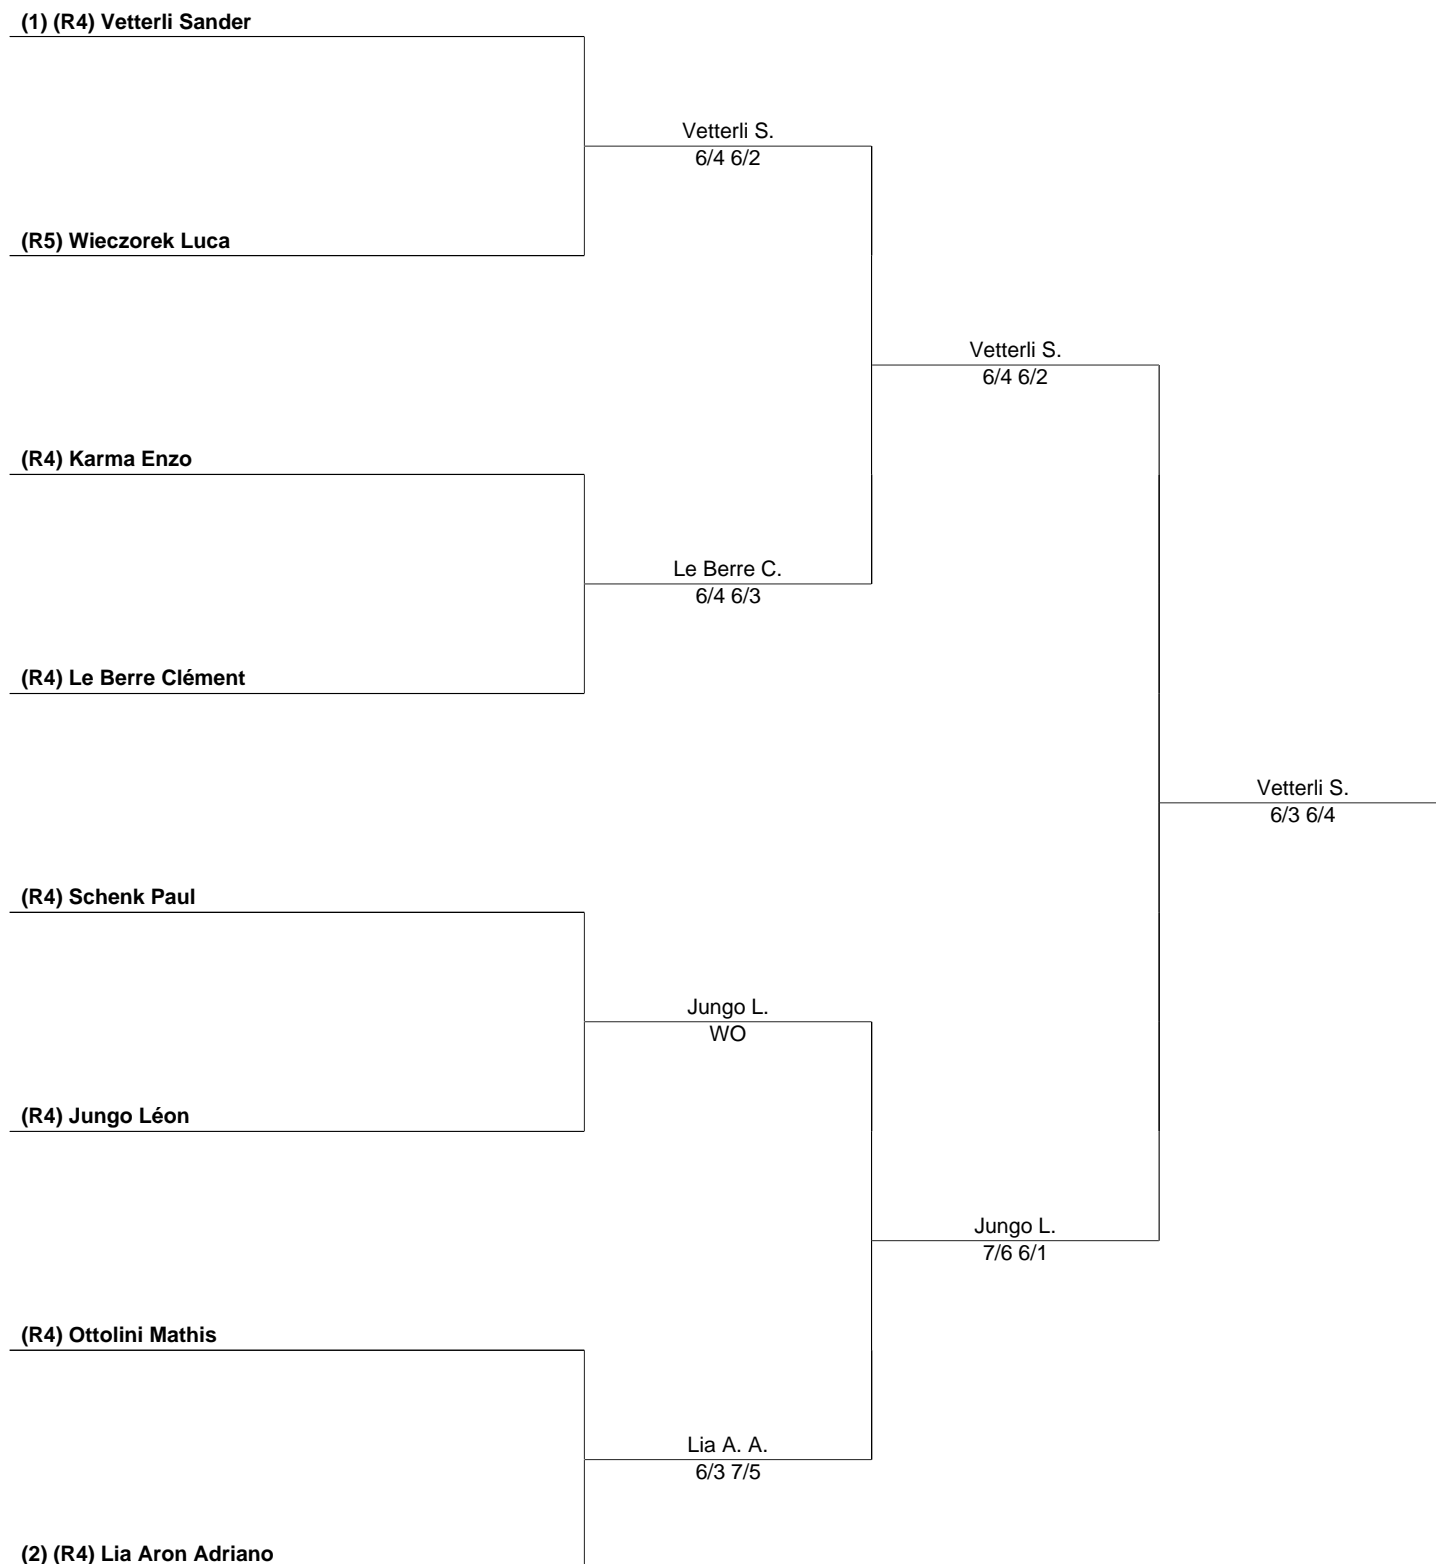 (1) (R4) Vetterli Sander
Vetterli S.
6/4 6/2
(R5) Wieczorek Luca
Vetterli S.
6/4 6/2
(R4) Karma Enzo
Le Berre C.
6/4 6/3
(R4) Le Berre Clément
Vetterli S.
6/3 6/4
(R4) Schenk Paul
Jungo L.
WO
(R4) Jungo Léon
Jungo L.
7/6 6/1
(R4) Ottolini Mathis
Lia A. A.
6/3 7/5
(2) (R4) Lia Aron Adriano